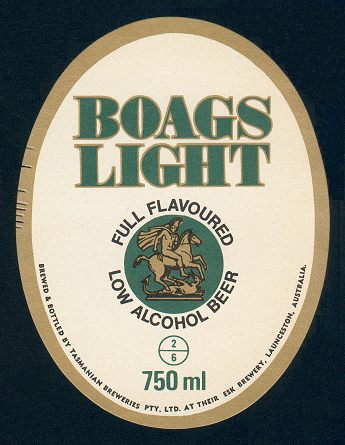 BOAGS
LIGHT
FULL FLAVOURED
LOW ALCOHOL BEER
2
6
750 ml
BREWED & BOTTLED BY TASMANIAN BREWERIES PTY. LTD. AT THEIR ESK BREWERY, LAUNCESTON, AUSTRALIA.